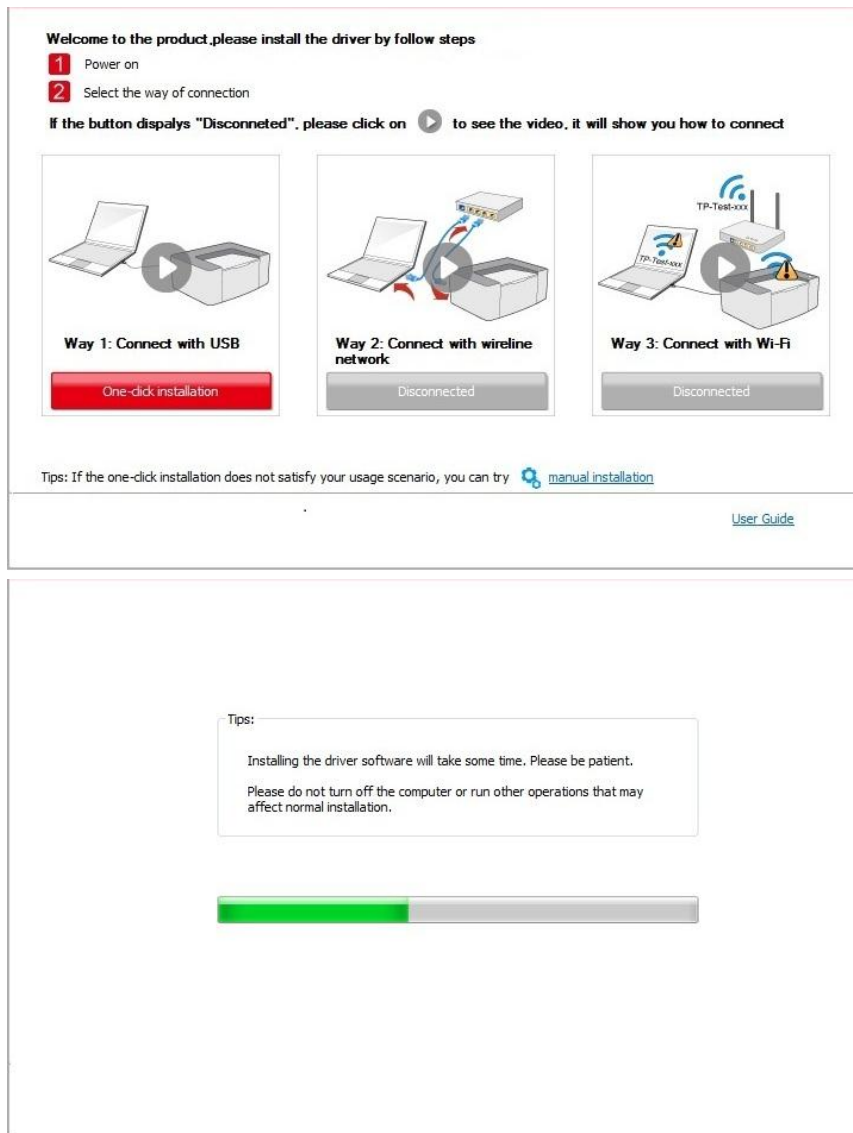 Welcome to the product,please install the driver by follow steps
1 Power on
2 Select the way of connection
If the button dispalys "Disconneted", please click on to see the video, it will show you how to connect
TP-Test-xxx
TP-Test-xxx
Way 1: Connect with USB
Way 2: Connect with wireline
network
Way 3: Connect with Wi-Fi
One-click installation
Disconnected
Disconnected
Tips: If the one-click installation does not satisfy your usage scenario, you can try manual installation
User Guide
Tips:
Installing the driver software will take some time. Please be patient.
Please do not turn off the computer or run other operations that may
affect normal installation.